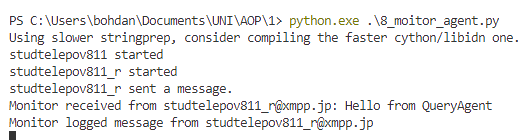 PS C:\Users\bohdan\Documents\UNI\AOP\1> python.exe .\8_moitor_agent.py
Using slower stringprep, consider compiling the faster cython/libidn one.
studtelepov811 started
studtelepov811_r started
studtelepov811_r sent a message.
Monitor received from studtelepov811_r@xmpp.jp: Hello from QueryAgent
Monitor logged message from studtelepov811_r@xmpp.jp